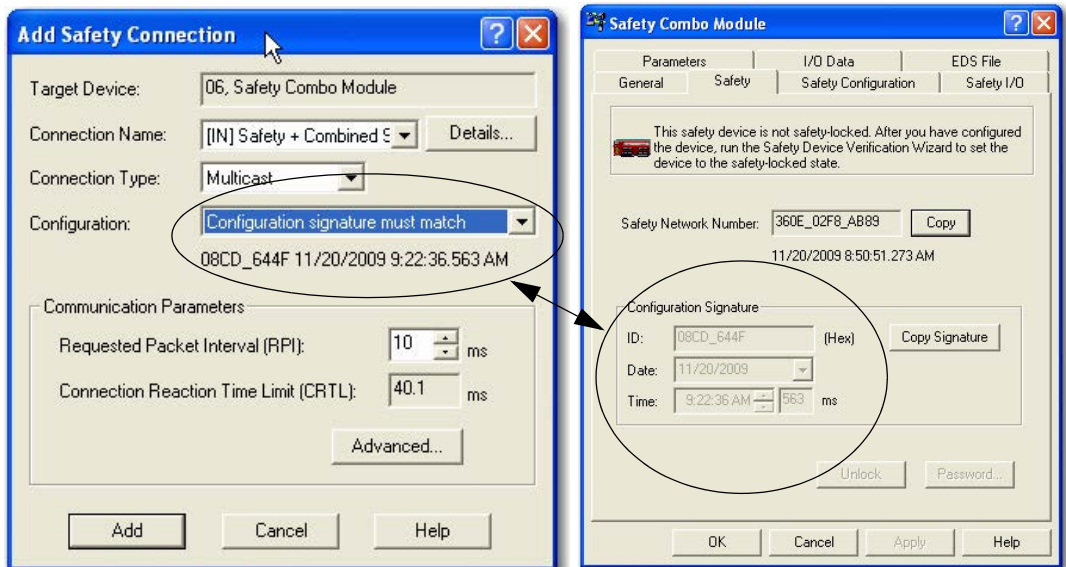 Add Safety Connection
Target Device: 06, Safety Combo Module
Connection Name: [IN] Safety + Combined Details...
Connection Type: Multicast
Configuration: Configuration signature must match
08CD_644F 11/20/2009 9:22:36.563 AM
Communication Parameters
Requested Packet Interval (RPI): 10 ms
Connection Reaction Time Limit (CRTL): 40.1 ms
Advanced...
Add Cancel Help
Safety Combo Module
Parameters I/O Data EDS File
General Safety Safety Configuration Safety I/O
This safety device is not safety-locked. After you have configured
the device, run the Safety Device Verification Wizard to set the
device to the safety-locked state.
Safety Network Number: 360E_02F8_AB89 Copy
11/20/2009 8:50:51.273 AM
Configuration Signature
ID: 08CD_644F (Hex) Copy Signature
Date: 11/20/2009
Time: 9:22:36 AM 563 ms
Unlock Password...
OK Cancel Apply Help